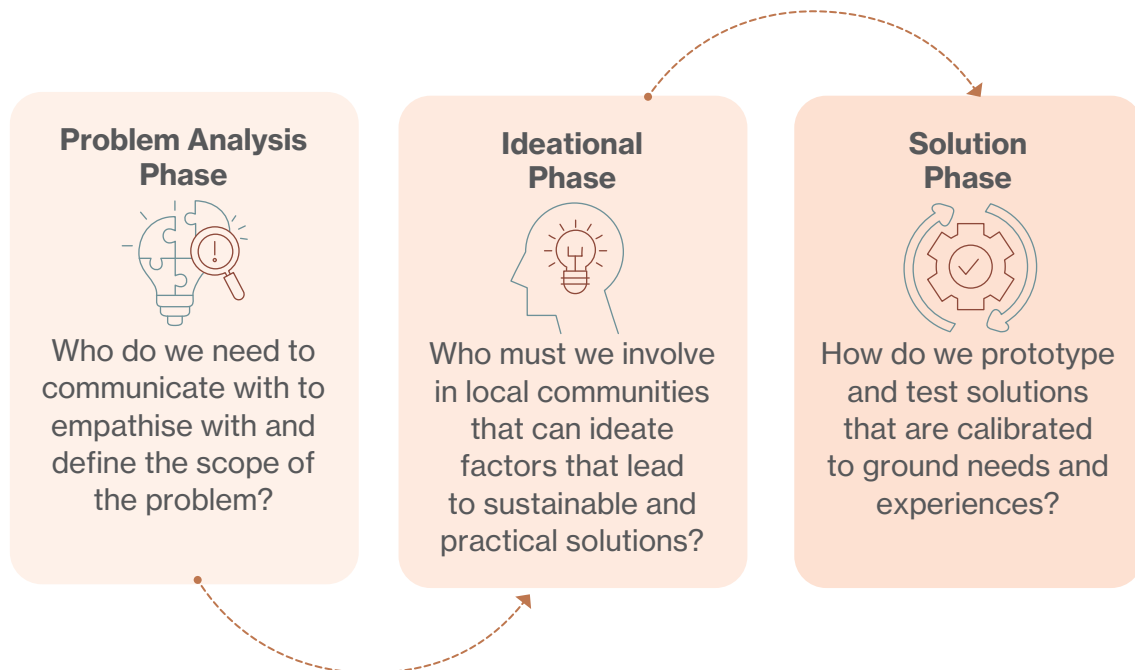 Problem Analysis
Phase
Who do we need to
communicate with to
empathise with and
define the scope of
the problem?
Ideational
Phase
Who must we involve
in local communities
that can ideate
factors that lead
to sustainable and
practical solutions?
Solution
Phase
How do we prototype
and test solutions
that are calibrated
to ground needs and
experiences?